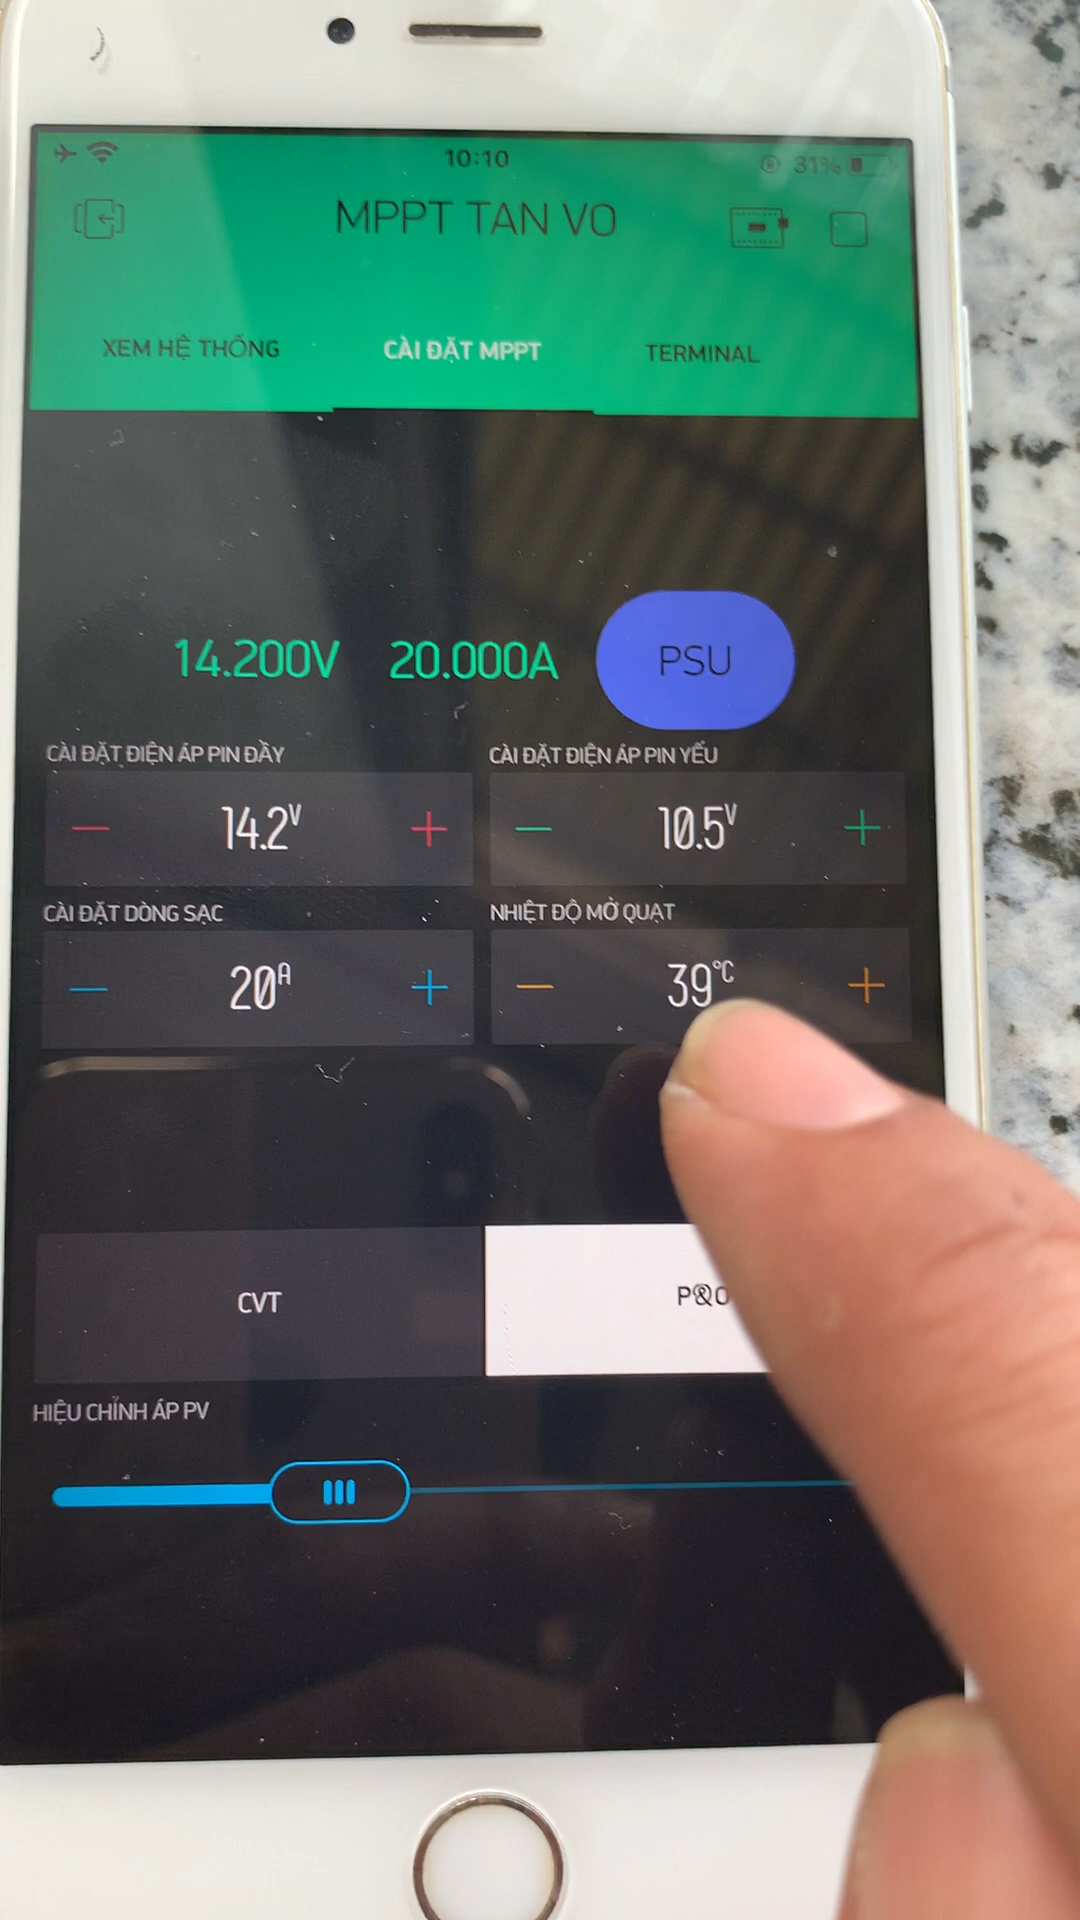 10:10
31%
MPPT TAN VO
XEM HỆ THỐNG
CÀI ĐẶT MPPT
TERMINAL
14.200V
20.000A
PSU
CÀI ĐẶT ĐIỆN ÁP PIN ĐẦY
CÀI ĐẶT ĐIỆN ÁP PIN YẾU
14.2V
10.5V
CÀI ĐẶT DÒNG SẠC
NHIỆT ĐỘ MỞ QUẠT
20A
39°C
CVT
P&O
HIỆU CHỈNH ÁP PV